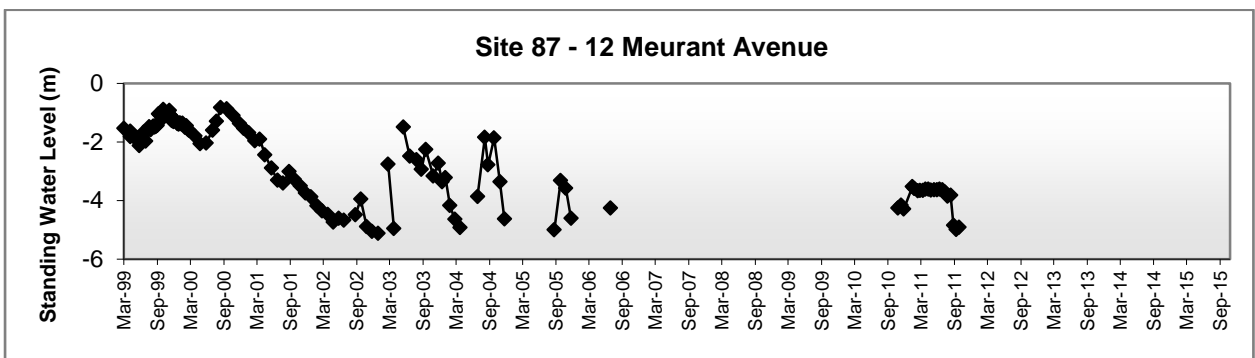 Site 87 - 12 Meurant Avenue
Standing Water Level (m)
0
-2
-4
-6
Mar-99
Sep-99
Mar-00
Sep-00
Mar-01
Sep-01
Mar-02
Sep-02
Mar-03
Sep-03
Mar-04
Sep-04
Mar-05
Sep-05
Mar-06
Sep-06
Mar-07
Sep-07
Mar-08
Sep-08
Mar-09
Sep-09
Mar-10
Sep-10
Mar-11
Sep-11
Mar-12
Sep-12
Mar-13
Sep-13
Mar-14
Sep-14
Mar-15
Sep-15